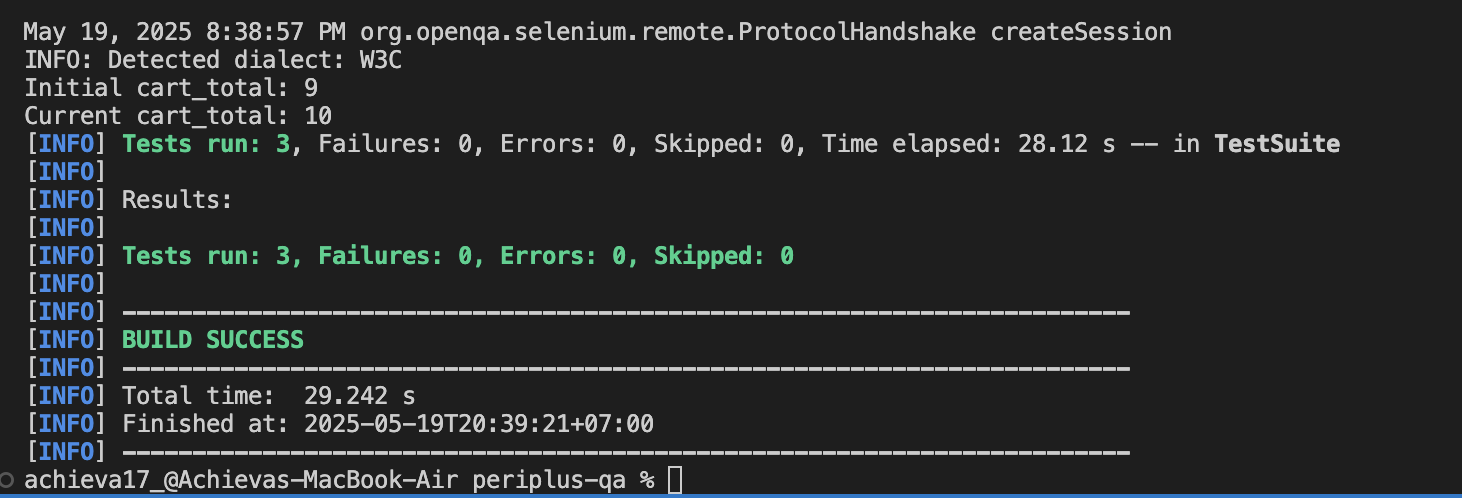 May 19, 2025 8:38:57 PM org.openqa.selenium.remote.ProtocolHandshake createSession
INFO: Detected dialect: W3C
Initial cart_total: 9
Current cart_total: 10
[INFO] Tests run: 3, Failures: 0, Errors: 0, Skipped: 0, Time elapsed: 28.12 s -- in TestSuite
[INFO]
[INFO] Results:
[INFO]
[INFO] Tests run: 3, Failures: 0, Errors: 0, Skipped: 0
[INFO]
[INFO] ------------------------------------------------------------------------
[INFO] BUILD SUCCESS
[INFO] ------------------------------------------------------------------------
[INFO] Total time:  29.242 s
[INFO] Finished at: 2025-05-19T20:39:21+07:00
[INFO] ------------------------------------------------------------------------
achieva17_@Achievas-MacBook-Air periplus-qa %